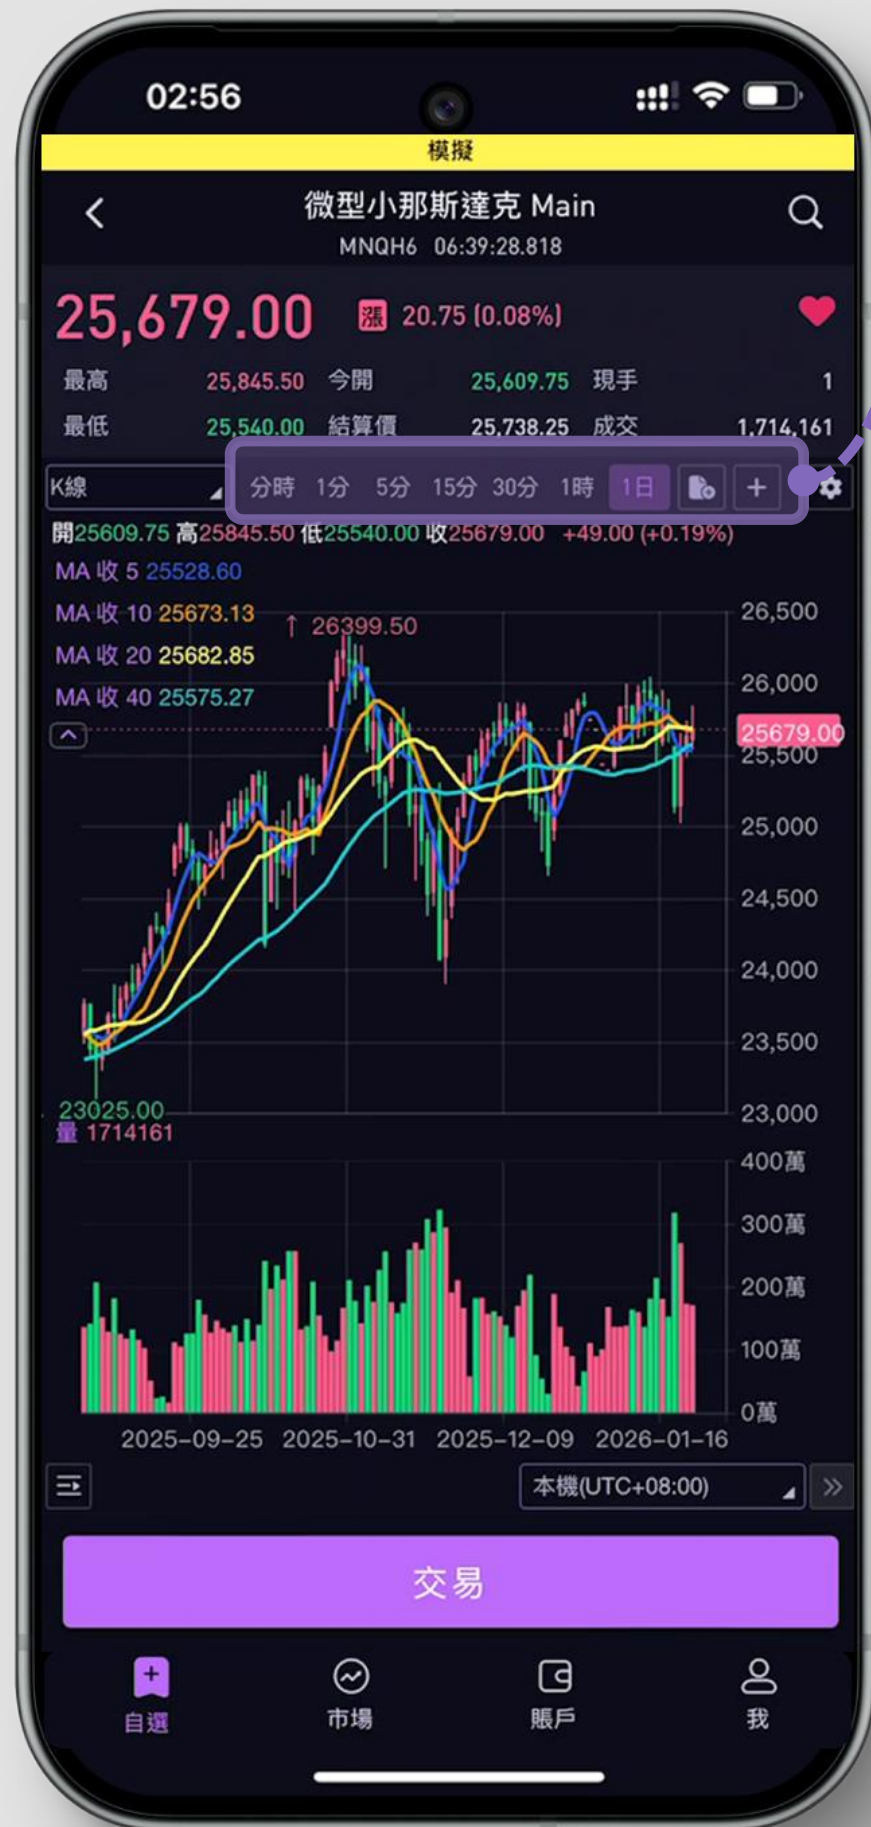 02:56
模擬
微型小那斯達克 Main
MNQH6 06:39:28.818
25,679.00 漲 20.75 (0.08%)
最高 25,845.50 今開 25,609.75 現手 1
最低 25,540.00 結算價 25,738.25 成交 1,714,161
K線 分時 1分 5分 15分 30分 1時 1日 +
開25609.75 高25845.50 低25540.00 收25679.00 +49.00 (+0.19%)
MA 收 5 25528.60
MA 收 10 25673.13
↑ 26399.50
MA 收 20 25682.85
MA 收 40 25575.27
26,500
26,000
25679.00
25,500
25,000
24,500
24,000
23,500
23,000
23025.00
量 1714161
400萬
300萬
200萬
100萬
0萬
2025-09-25 2025-10-31 2025-12-09 2026-01-16
本機(UTC+08:00)
交易
自選 市場 賬戶 我